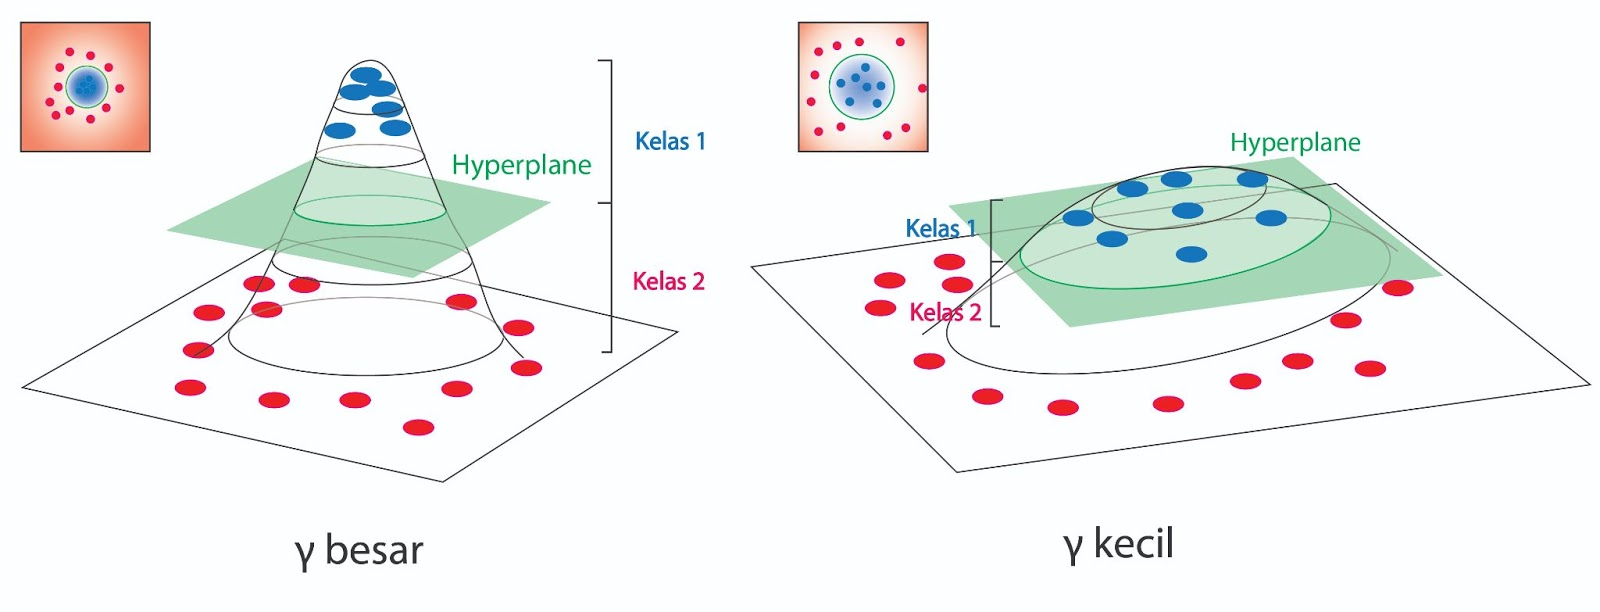 Kelas 1
Hyperplane
Kelas 2
γ besar
Hyperplane
Kelas 1
Kelas 2
γ kecil